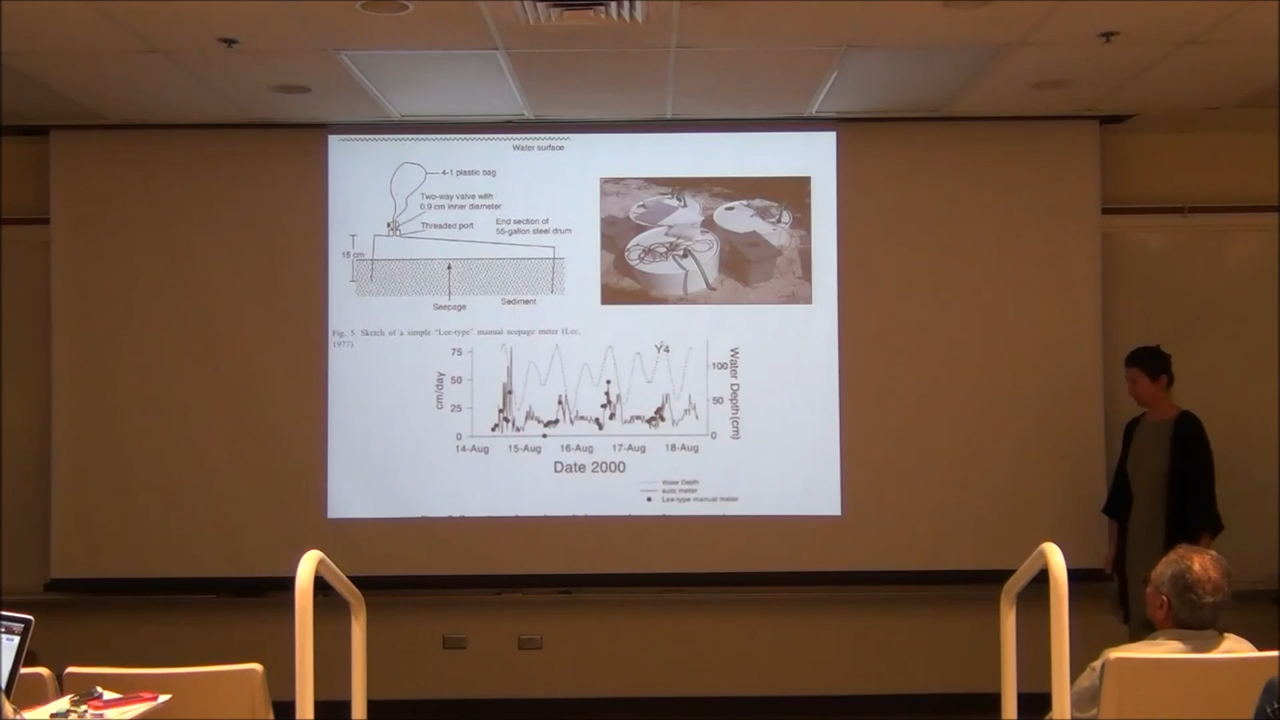 Water surface
4-1 plastic bag
Two-way valve with
0.9 cm inner diameter
Threaded port
End section of
55-gallon steel drum
15 cm
Seepage
Sediment
Fig. 5. Sketch of a simple "Lee-type" manual seepage meter (Lee,
1977).
75
50
25
0
cm/day
Y4
100
50
0
Water Depth (cm)
14-Aug
15-Aug
16-Aug
17-Aug
18-Aug
Date 2000
Water Depth
auto meter
Lee-type manual meter